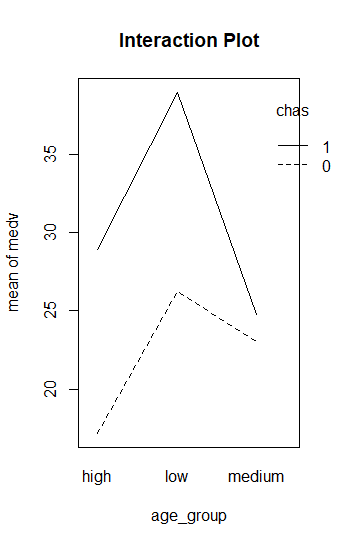 Interaction Plot
chas
1
0
35
30
25
20
mean of medv
high low medium
age_group